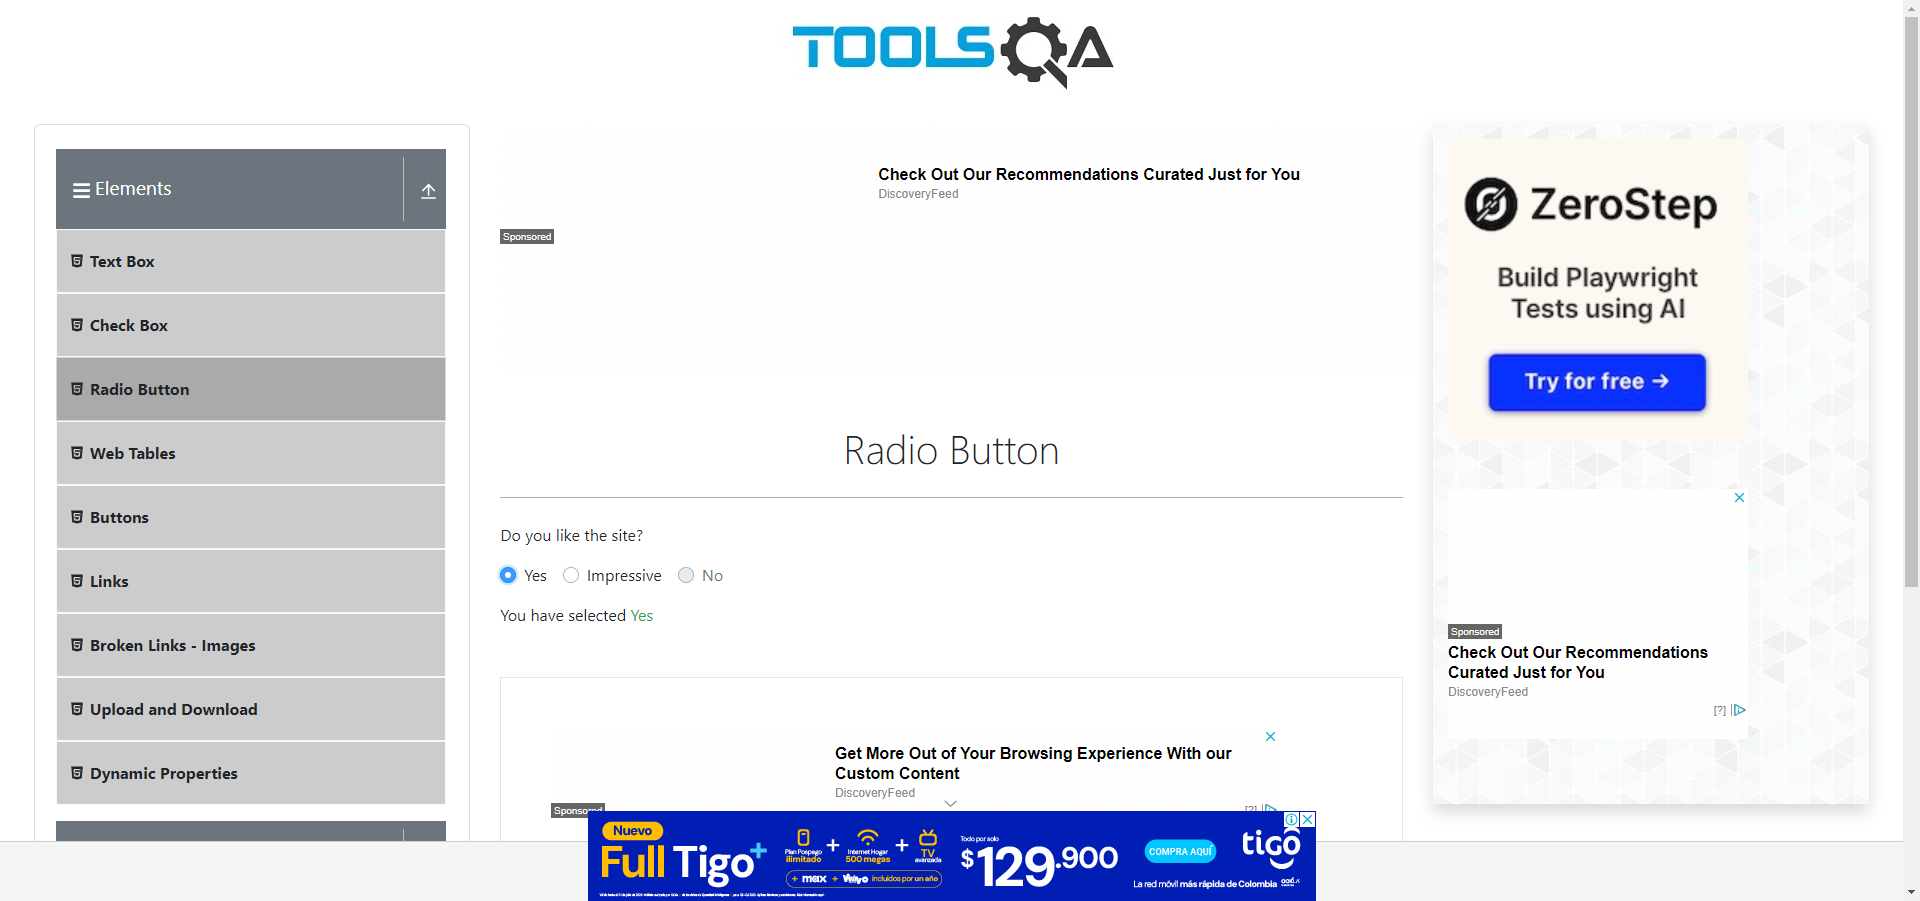 TOOLSQA
Elements
Text Box
Check Box
Radio Button
Web Tables
Buttons
Links
Broken Links - Images
Upload and Download
Dynamic Properties
Check Out Our Recommendations Curated Just for You
DiscoveryFeed
Sponsored
Radio Button
Do you like the site?
Yes Impressive No
You have selected Yes
Get More Out of Your Browsing Experience With our
Custom Content
DiscoveryFeed
Sponsored
[?]
ZeroStep
Build Playwright
Tests using AI
Try for free →
Sponsored
Check Out Our Recommendations
Curated Just for You
DiscoveryFeed
[?]
Nuevo
Full Tigo+
Plan Pospago
ilimitado
+
Internet Hogar
500 megas
+
TV
avanzada
+ max + incluidos por un año
Todo por solo
$129.900
COMPRA AQUÍ
tigo
La red móvil más rápida de Colombia